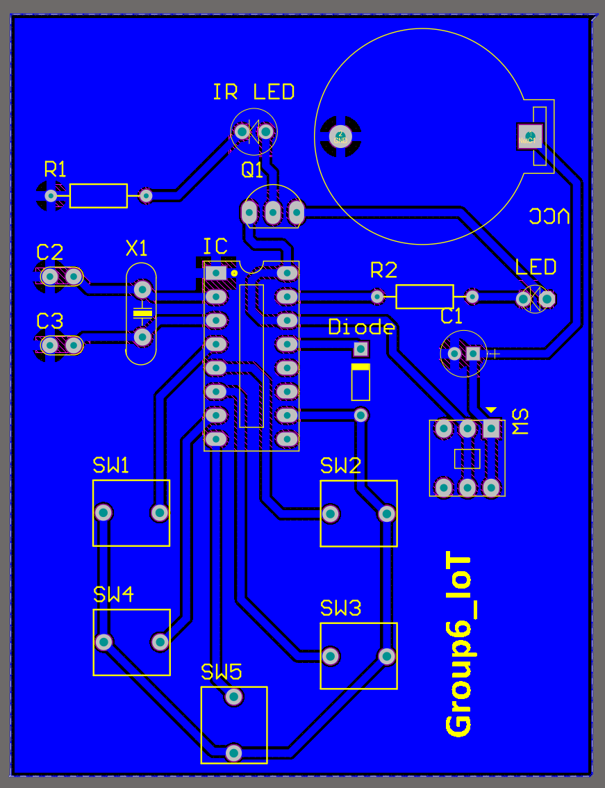 IR LED
R1
Q1
VCC
C2
X1
IC
R2
LED
C1
C3
Diode
+
MS
SW1
SW2
SW4
SW3
SW5
Group6_IoT